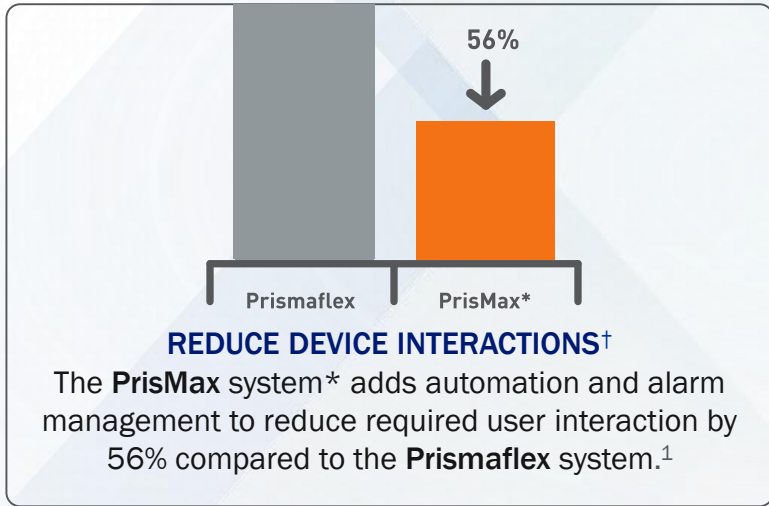 56%
Prismaflex
PrisMax*
REDUCE DEVICE INTERACTIONS†
The PrisMax system* adds automation and alarm
management to reduce required user interaction by
56% compared to the Prismaflex system.1